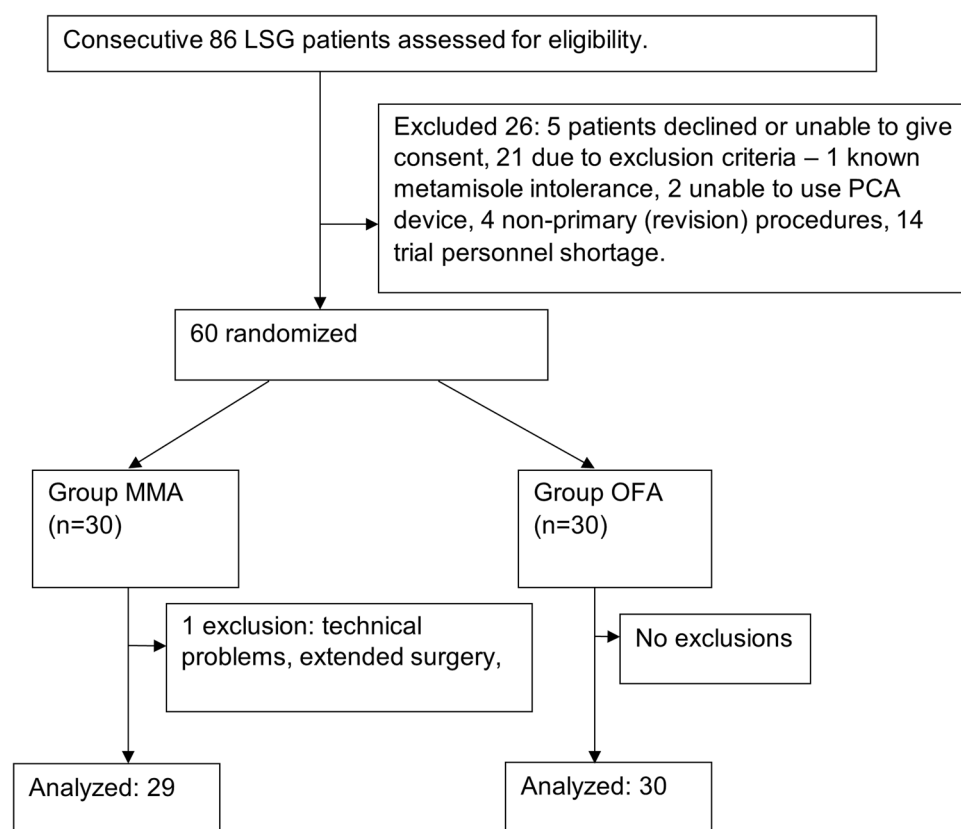 Consecutive 86 LSG patients assessed for eligibility.
Excluded 26: 5 patients declined or unable to give
consent, 21 due to exclusion criteria – 1 known
metamisole intolerance, 2 unable to use PCA
device, 4 non-primary (revision) procedures, 14
trial personnel shortage.
60 randomized
Group MMA
(n=30)
Group OFA
(n=30)
1 exclusion: technical
problems, extended surgery,
No exclusions
Analyzed: 29
Analyzed: 30